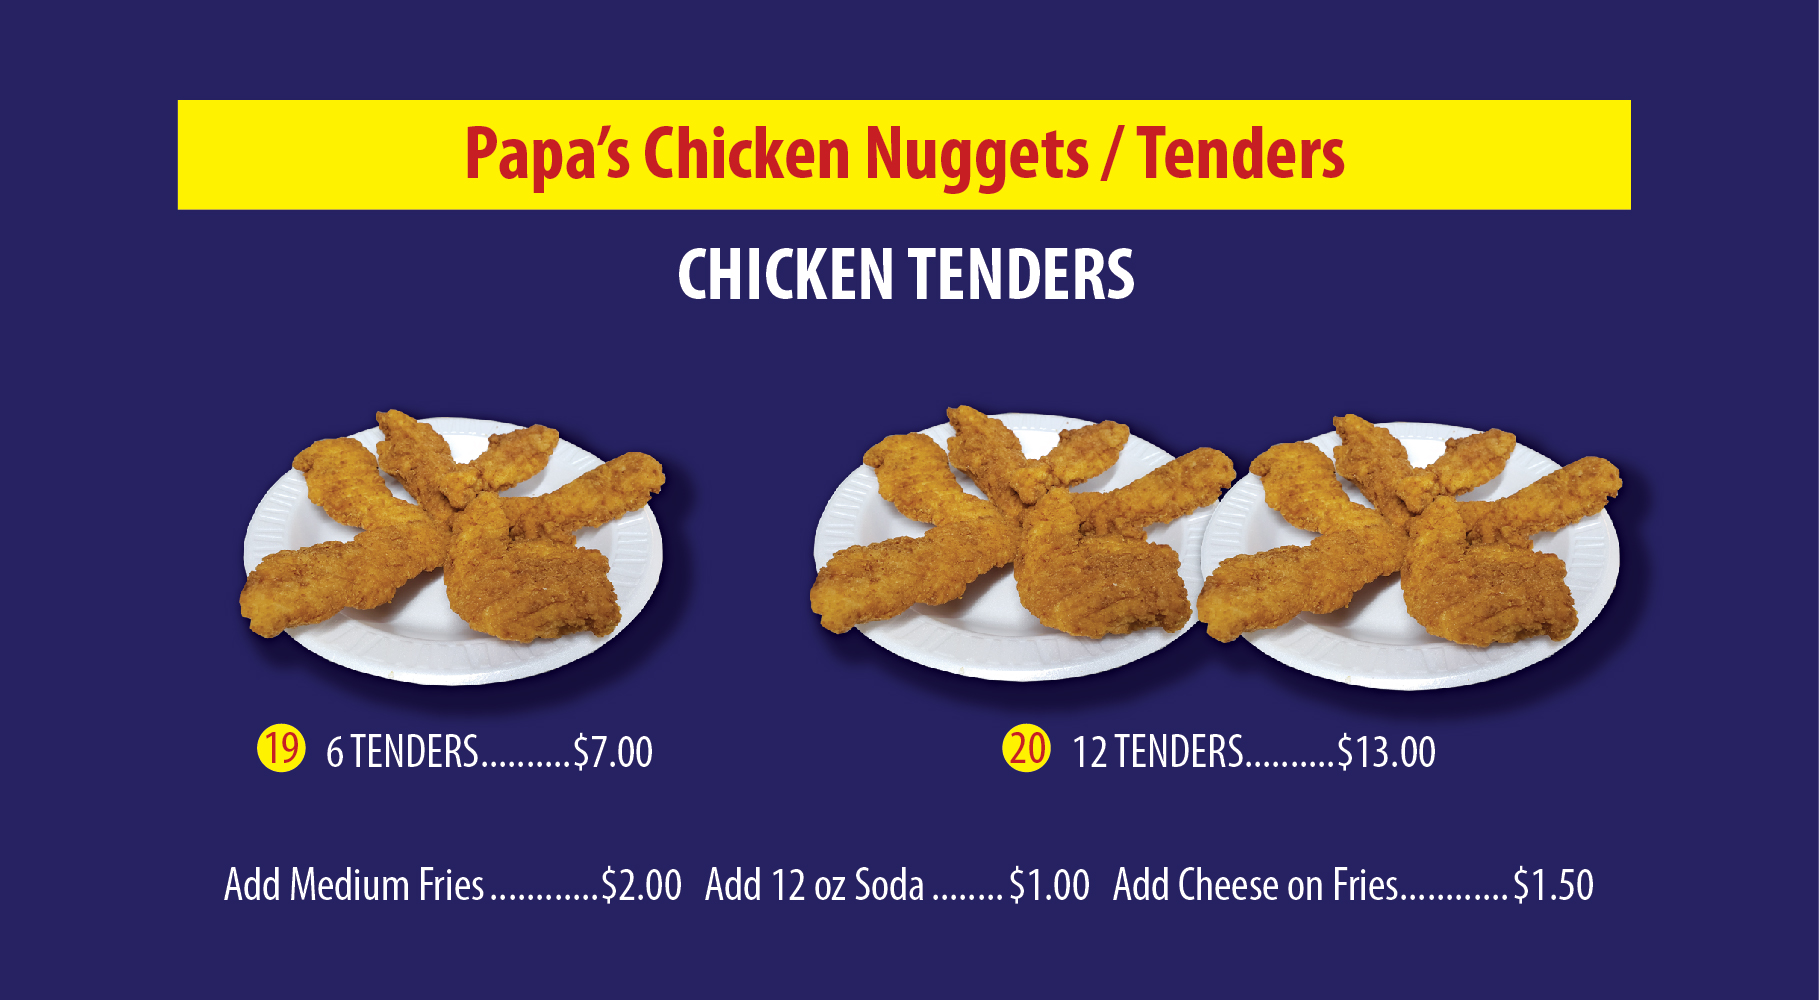 Papa’s Chicken Nuggets / Tenders
CHICKEN TENDERS
19 6 TENDERS..........$7.00
20 12 TENDERS..........$13.00
Add Medium Fries ............$2.00 Add 12 oz Soda ........ $1.00 Add Cheese on Fries............ $1.50